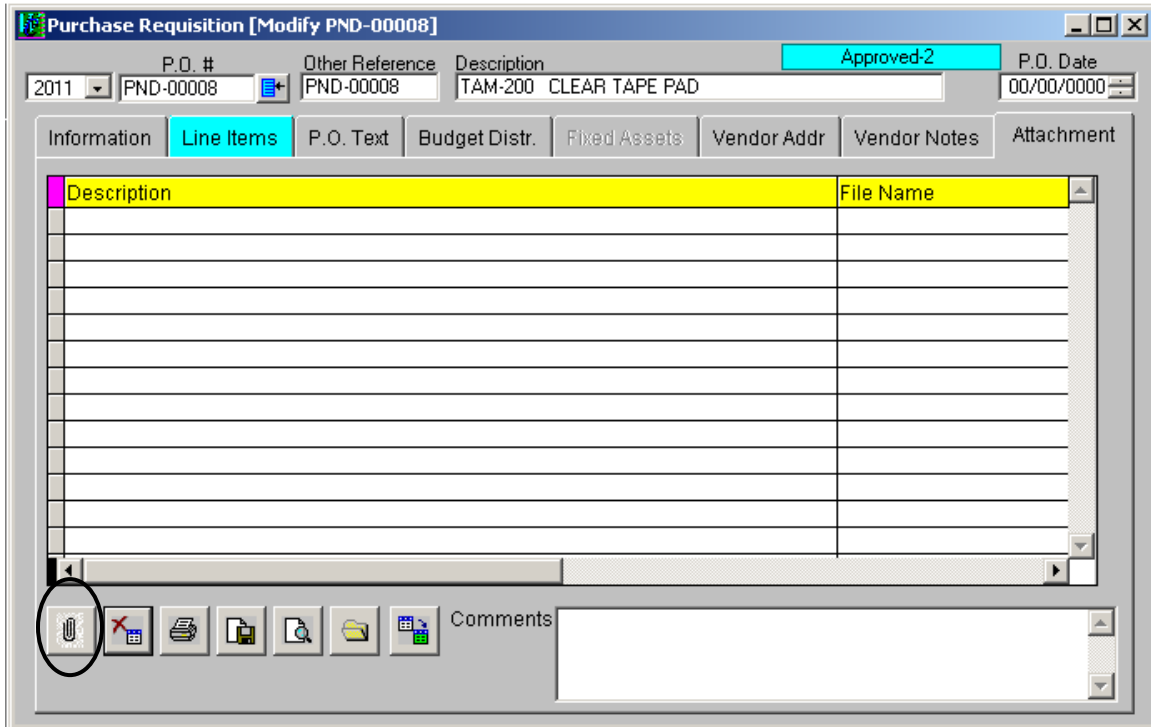 Purchase Requisition [Modify PND-00008]
P.O. # Other Reference Description Approved-2 P.O. Date
2011 PND-00008 PND-00008 TAM-200 CLEAR TAPE PAD 00/00/0000
Information Line Items P.O. Text Budget Distr. Fixed Assets Vendor Addr Vendor Notes Attachment
Description File Name
Comments